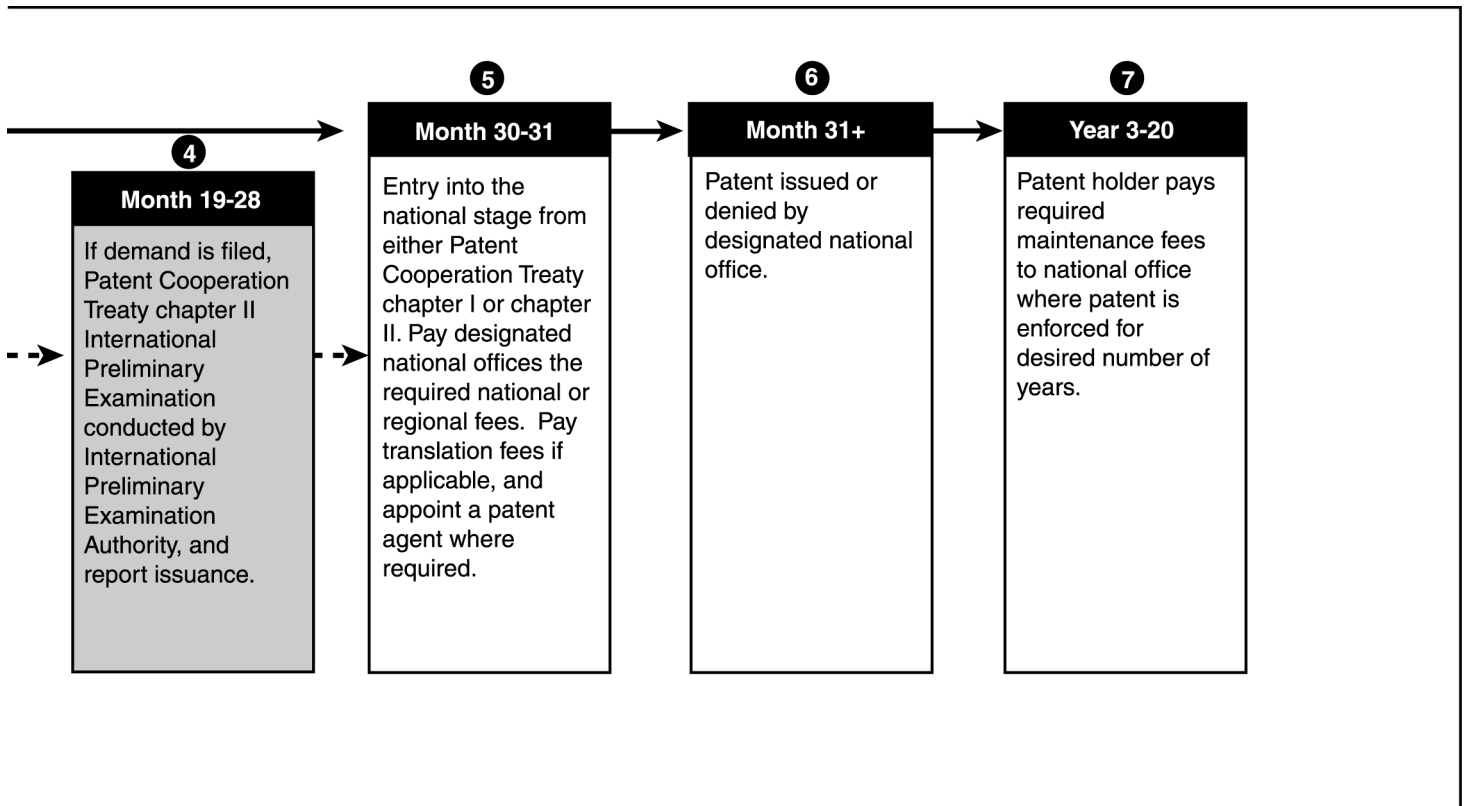 4
Month 19-28
If demand is filed,
Patent Cooperation
Treaty chapter II
International
Preliminary
Examination
conducted by
International
Preliminary
Examination
Authority, and
report issuance.
5
Month 30-31
Entry into the
national stage from
either Patent
Cooperation Treaty
chapter I or chapter
II. Pay designated
national offices the
required national or
regional fees.  Pay
translation fees if
applicable, and
appoint a patent
agent where
required.
6
Month 31+
Patent issued or
denied by
designated national
office.
7
Year 3-20
Patent holder pays
required
maintenance fees
to national office
where patent is
enforced for
desired number of
years.